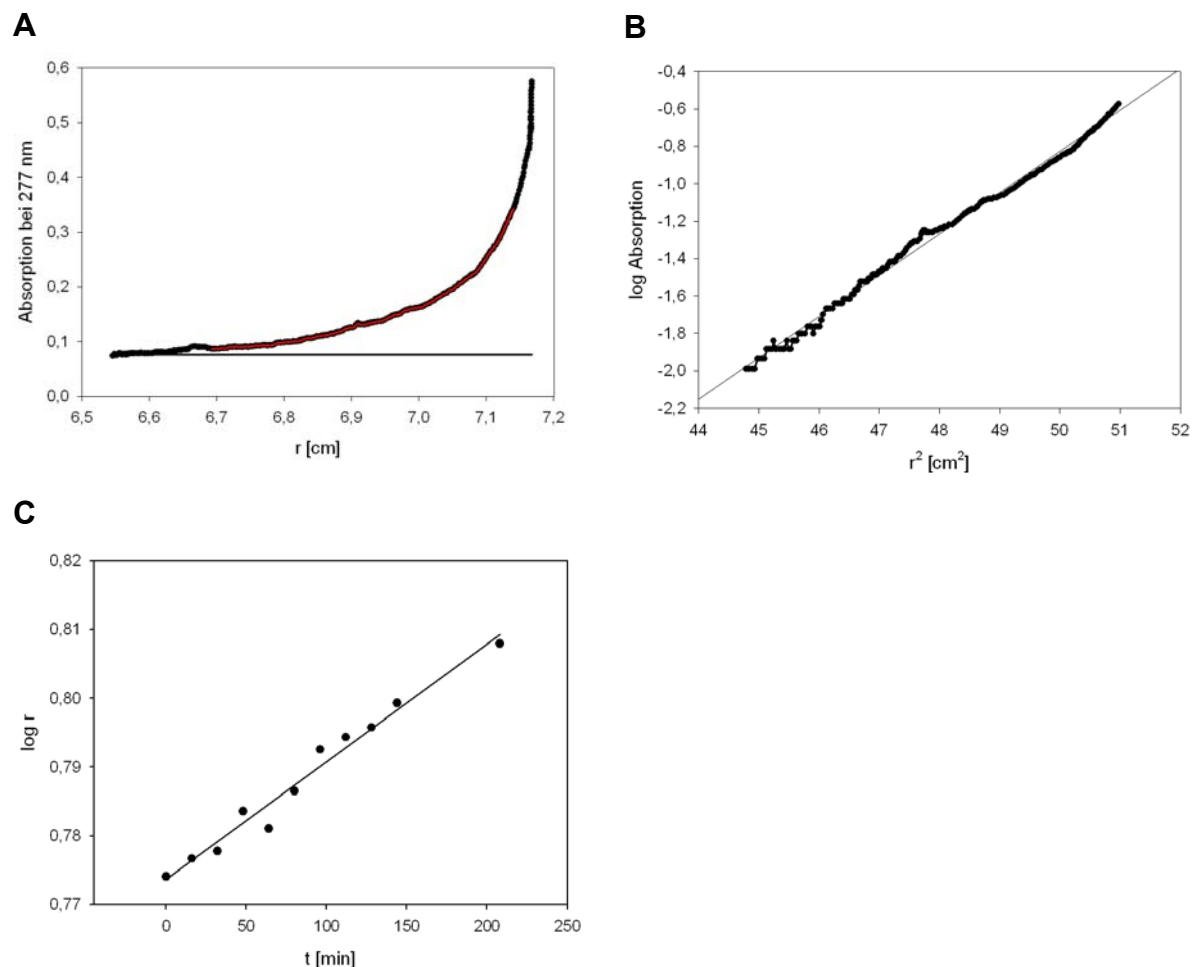 A
0,6
0,5
0,4
0,3
0,2
0,1
0,0
Absorption bei 277 nm
6,5 6,6 6,7 6,8 6,9 7,0 7,1 7,2
r [cm]
B
-0,4
-0,6
-0,8
-1,0
-1,2
-1,4
-1,6
-1,8
-2,0
-2,2
log Absorption
44 45 46 47 48 49 50 51 52
r² [cm²]
C
0,82
0,81
0,80
0,79
0,78
0,77
log r
0 50 100 150 200 250
t [min]